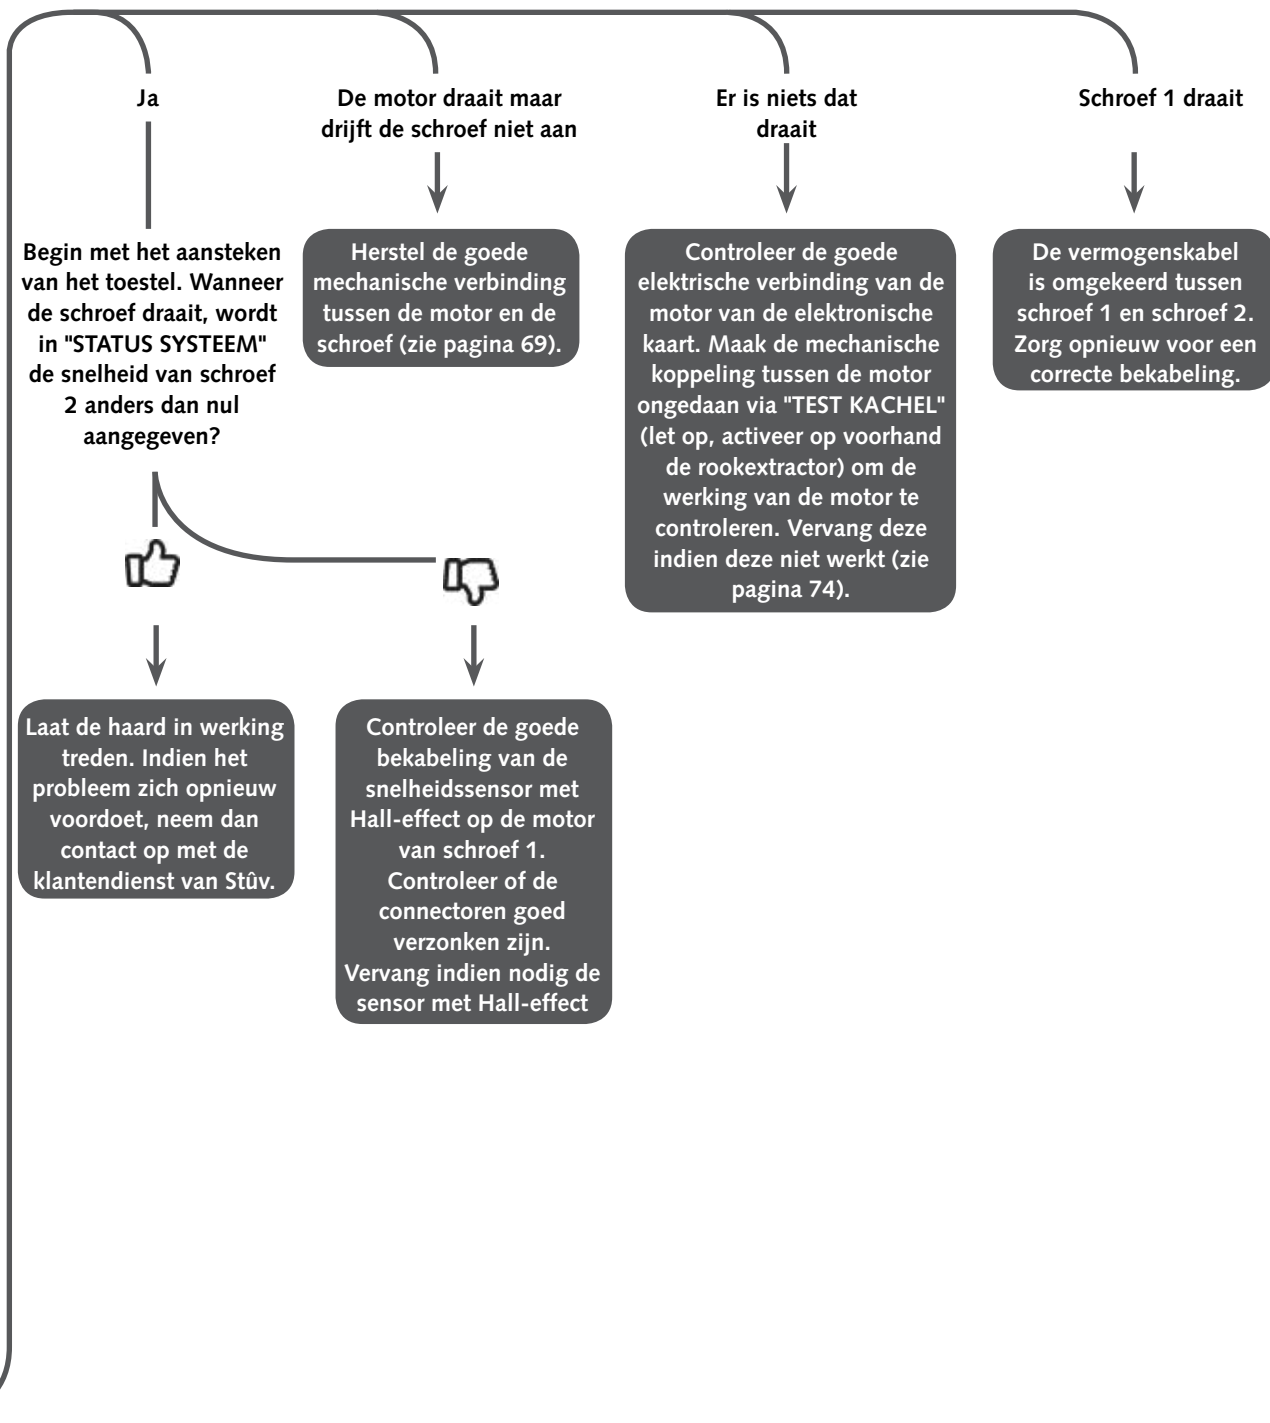 Ja
De motor draait maar
drijft de schroef niet aan
Er is niets dat
draait
Schroef 1 draait
Begin met het aansteken
van het toestel. Wanneer
de schroef draait, wordt
in "STATUS SYSTEEM"
de snelheid van schroef
2 anders dan nul
aangegeven?
Herstel de goede
mechanische verbinding
tussen de motor en de
schroef (zie pagina 69).
Controleer de goede
elektrische verbinding van de
motor van de elektronische
kaart. Maak de mechanische
koppeling tussen de motor
ongedaan via "TEST KACHEL"
(let op, activeer op voorhand
de rookextractor) om de
werking van de motor te
controleren. Vervang deze
indien deze niet werkt (zie
pagina 74).
De vermogenskabel
is omgekeerd tussen
schroef 1 en schroef 2.
Zorg opnieuw voor een
correcte bekabeling.
Laat de haard in werking
treden. Indien het
probleem zich opnieuw
voordoet, neem dan
contact op met de
klantendienst van Stûv.
Controleer de goede
bekabeling van de
snelheidssensor met
Hall-effect op de motor
van schroef 1.
Controleer of de
connectoren goed
verzonken zijn.
Vervang indien nodig de
sensor met Hall-effect